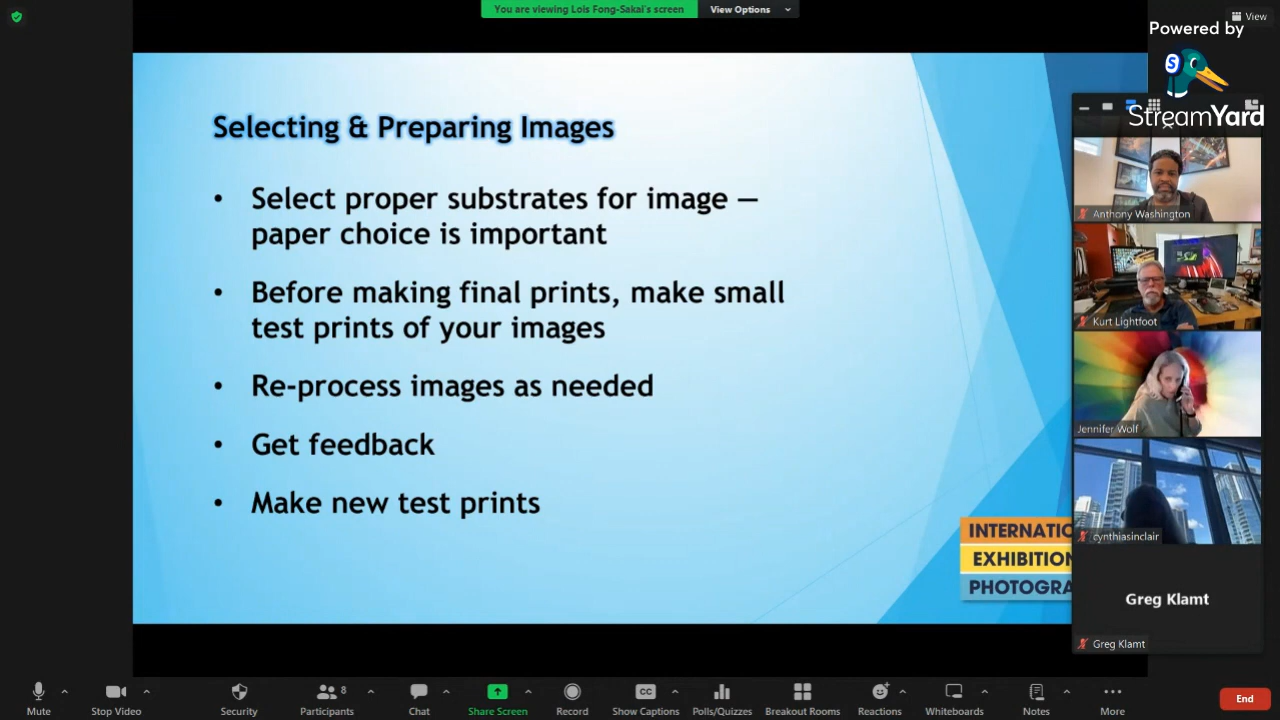 You are viewing Lois Fong-Sakai's screen
View Options
View
Powered by
S
StreamYard
Selecting & Preparing Images
• Select proper substrates for image —
paper choice is important
• Before making final prints, make small
test prints of your images
• Re-process images as needed
• Get feedback
• Make new test prints
INTERNATIO
EXHIBITION
PHOTOGRA
Anthony Washington
Kurt Lightfoot
Jennifer Wolf
cynthiasinclair
Greg Klamt
Greg Klamt
Mute
Stop Video
Security
8
Participants
Chat
Share Screen
Record
CC
Show Captions
Polls/Quizzes
Breakout Rooms
Reactions
Whiteboards
Notes
More
End